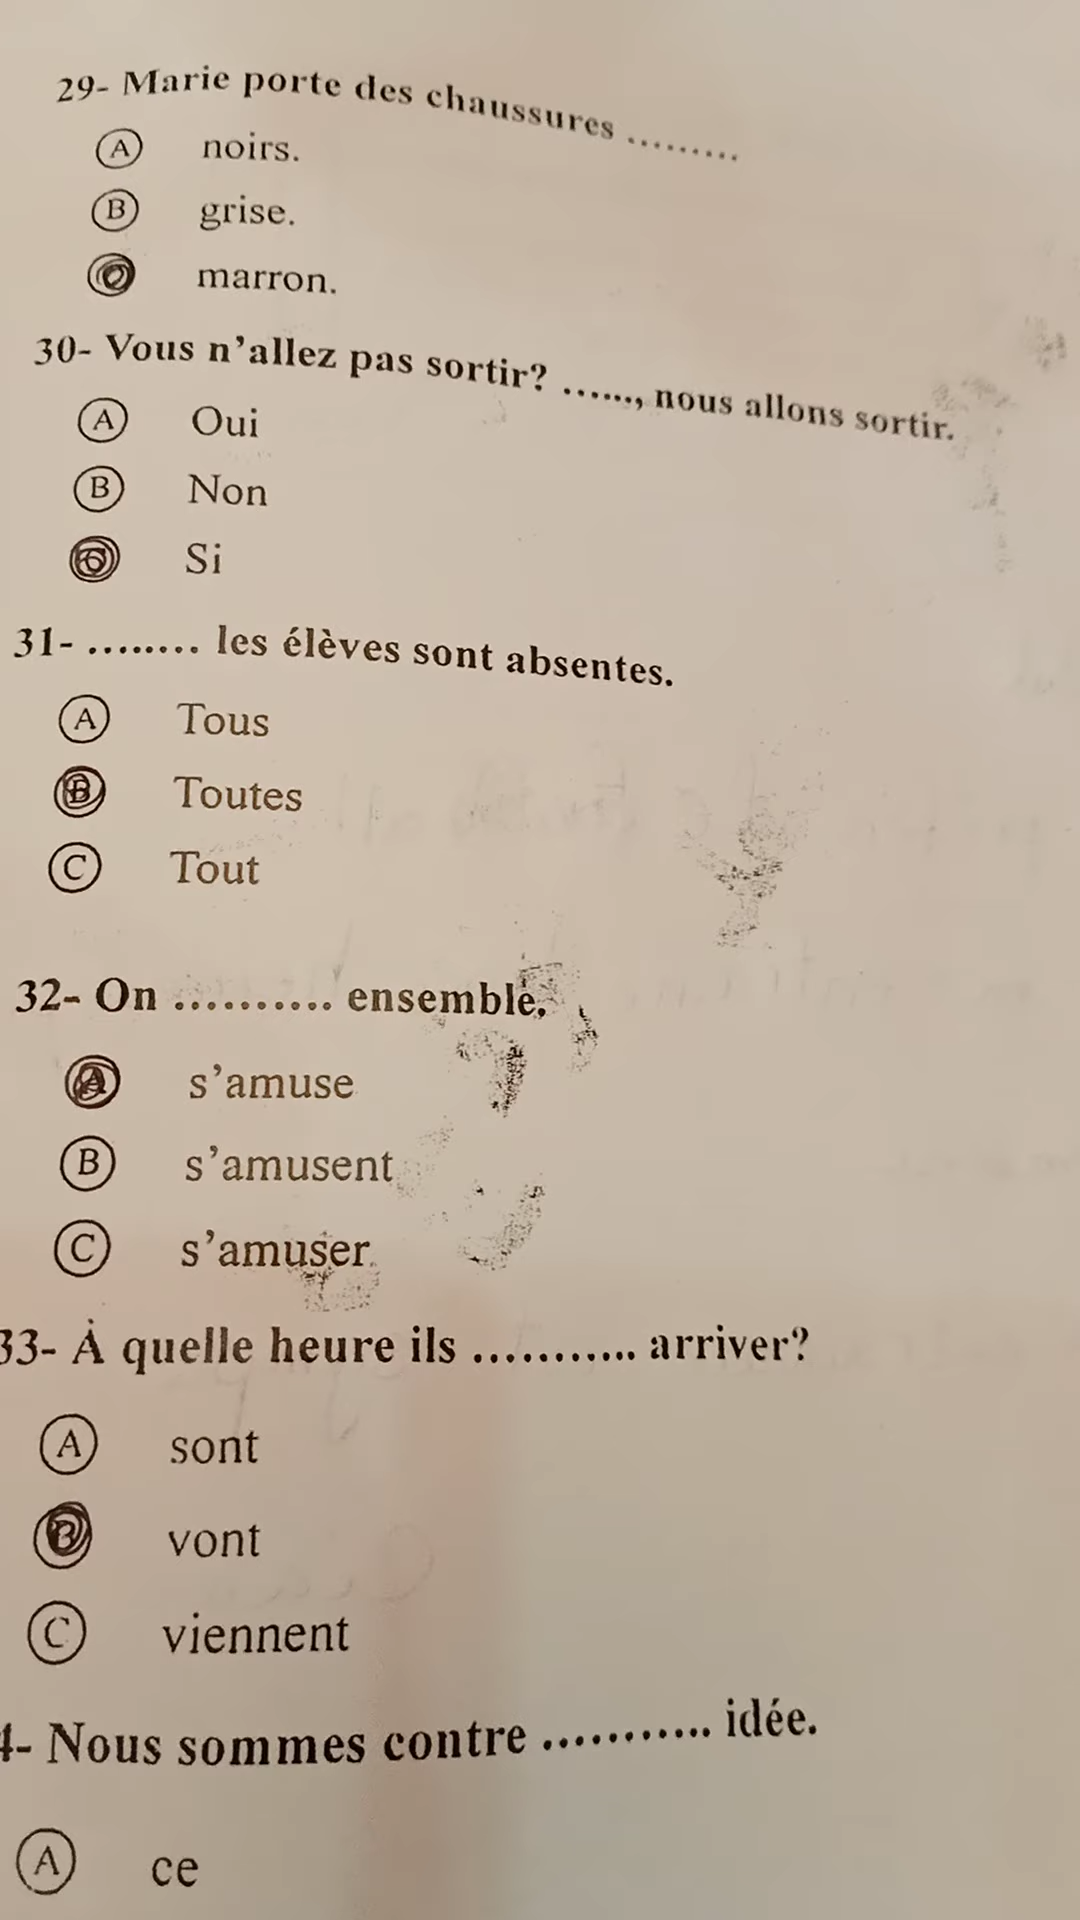 29- Marie porte des chaussures .........
A noirs.
B grise.
marron.
30- Vous n'allez pas sortir? ......, nous allons sortir.
A Oui
B Non
Si
31- ........ les élèves sont absentes.
A Tous
B Toutes
C Tout
32- On .......... ensemble.
A s'amuse
B s'amusent
C s'amuser
33- À quelle heure ils ........... arriver?
A sont
B vont
C viennent
4- Nous sommes contre ........... idée.
A ce